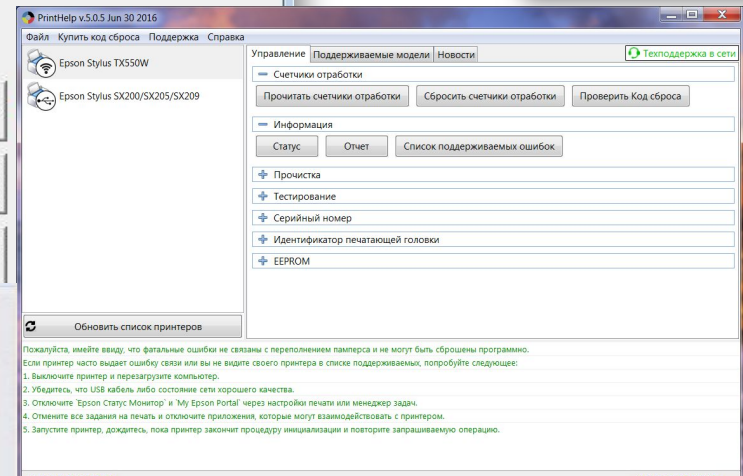 PrintHelp v.5.0.5 Jun 30 2016
Файл Купить код сброса Поддержка Справка
Epson Stylus TX550W
Epson Stylus SX200/SX205/SX209
Обновить список принтеров
Управление Поддерживаемые модели Новости
Техподдержка в сети
Счетчики отработки
Прочитать счетчики отработки Сбросить счетчики отработки Проверить Код сброса
Информация
Статус Отчет Список поддерживаемых ошибок
Прочистка
Тестирование
Серийный номер
Идентификатор печатающей головки
EEPROM
Пожалуйста, имейте ввиду, что фатальные ошибки не связаны с переполнением памперса и не могут быть сброшены программно.
Если принтер часто выдает ошибку связи или вы не видите своего принтера в списке поддерживаемых, попробуйте следующее:
1. Выключите принтер и перезагрузите компьютер.
2. Убедитесь, что USB кабель либо состояние сети хорошего качества.
3. Отключите `Epson Статус Монитор` и `My Epson Portal` через настройки печати или менеджер задач.
4. Отмените все задания на печать и отключите приложения, которые могут взаимодействовать с принтером.
5. Запустите принтер, дождитесь, пока принтер закончит процедуру инициализации и повторите запрашиваемую операцию.